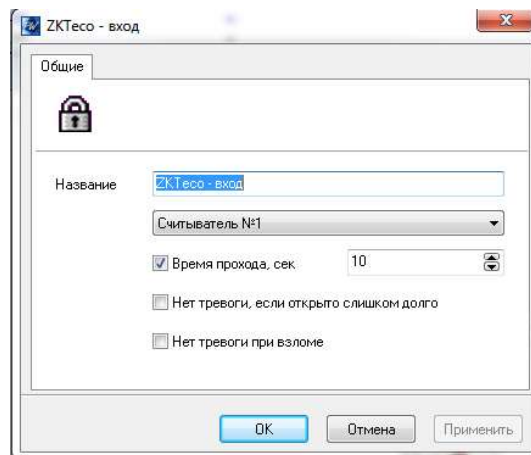 ZKTeco - вход
Общие
Название
ZKTeco - вход
Считыватель №1
Время прохода, сек
10
Нет тревоги, если открыто слишком долго
Нет тревоги при взломе
OK
Отмена
Применить